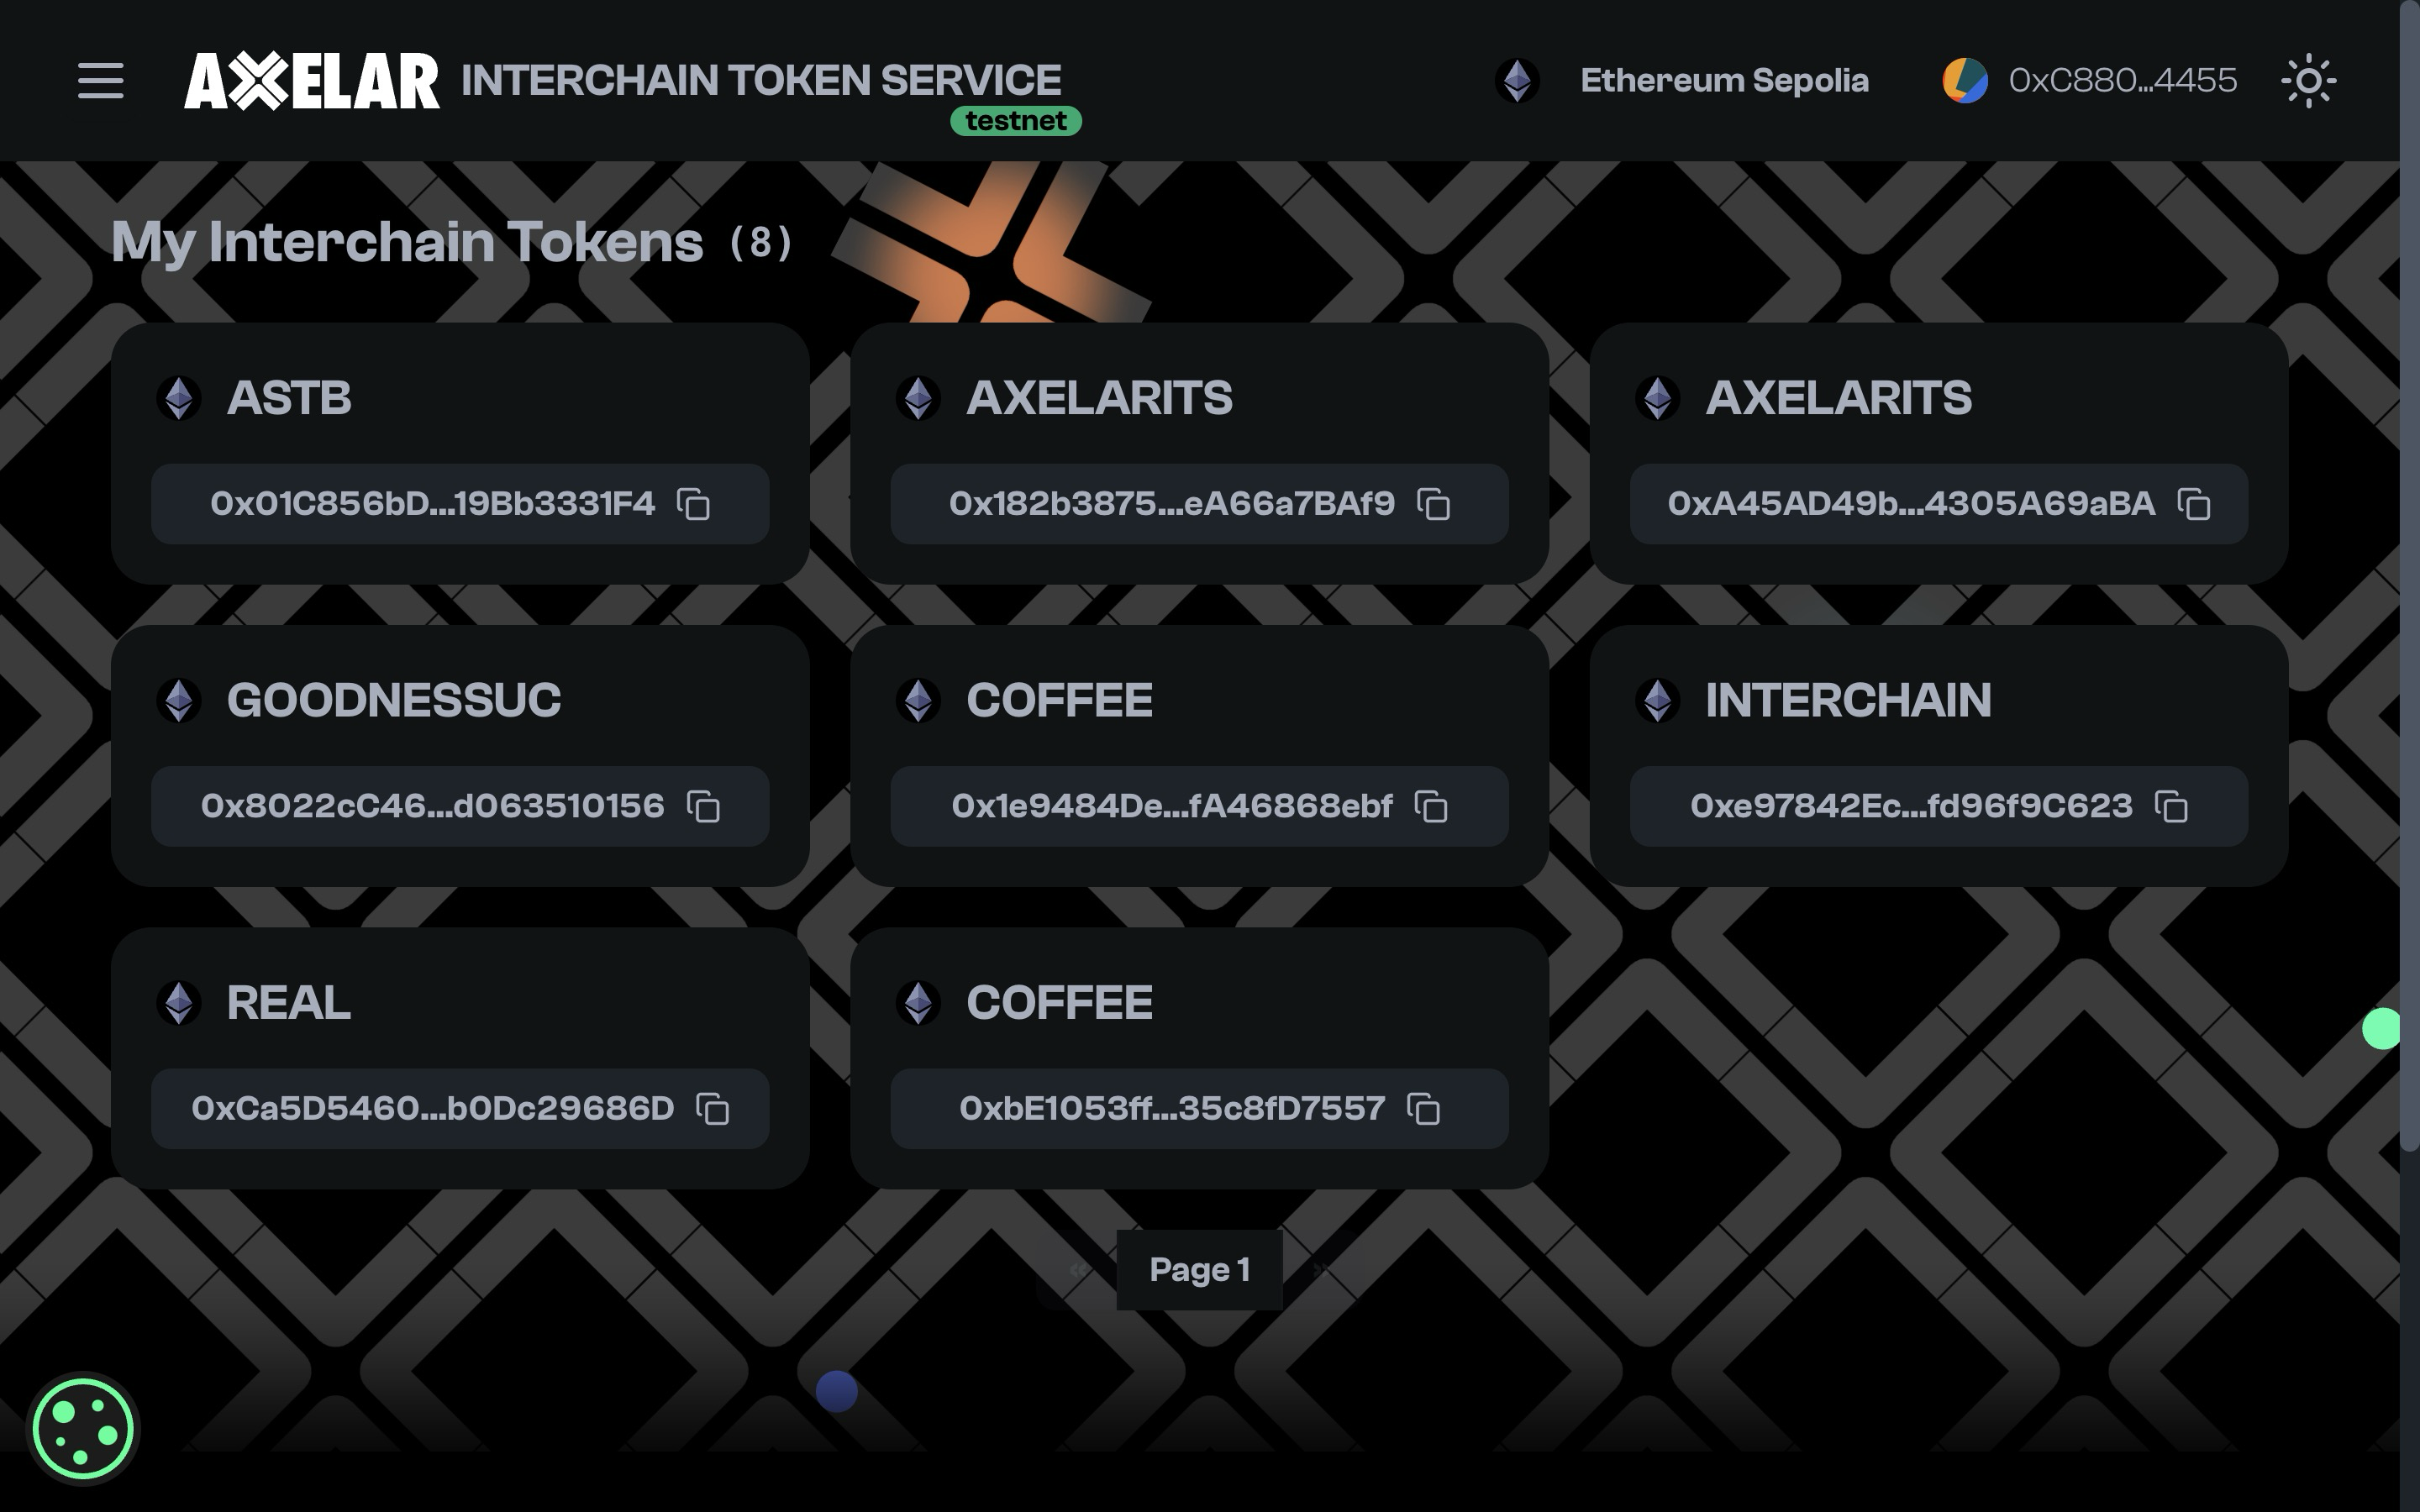 AXELAR INTERCHAIN TOKEN SERVICE
testnet
Ethereum Sepolia
0xC880...4455
My Interchain Tokens (8)
ASTB
0x01C856bD...19Bb3331F4
AXELARITS
0x182b3875...eA66a7BAf9
AXELARITS
0xA45AD49b...4305A69aBA
GOODNESSUC
0x8022cC46...d063510156
COFFEE
0x1e9484De...fA46868ebf
INTERCHAIN
0xe97842Ec...fd96f9C623
REAL
0xCa5D5460...b0Dc29686D
COFFEE
0xbE1053ff...35c8fD7557
« Page 1 »